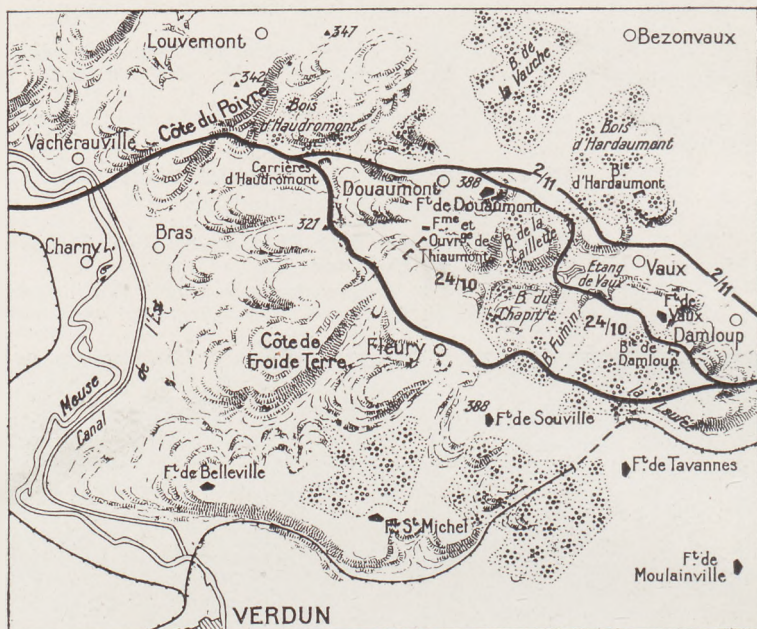 Louvemont
347
Bezonvaux
B. de
la Vauche
342
Côte du Poivre
Bois
d'Haudromont
Vacherauville
Bois
d'Hardaumont
Bie
d'Hardaumont
Carrières
d'Haudromont
2/11
Douaumont
388
Ft de Douaumont
321
Fme et
Ouvrge de
Thiaumont
B. de la
Caillette
Charny
Bras
24/10
Etang
de Vaux
Vaux
2/11
B. du
Chapitre
24/10
Ft de
Vaux
Damloup
l'Est
de
Côte de
Froide Terre
Fleury
B. Fumin
Bie de
Damloup
Meuse
Canal
388
Ft de Souville
La
Laufée
Ft de Belleville
Ft de Tavannes
Ft St Michel
Ft de
Moulainville
VERDUN